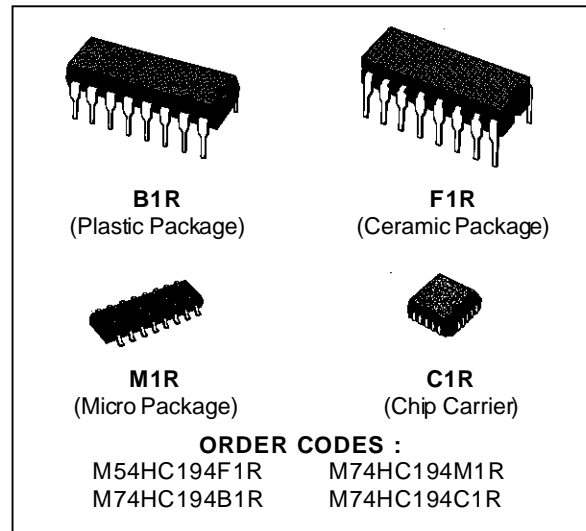 B1R
(Plastic Package)
F1R
(Ceramic Package)
M1R
(Micro Package)
C1R
(Chip Carrier)
ORDER CODES :
M54HC194F1R M74HC194M1R
M74HC194B1R M74HC194C1R